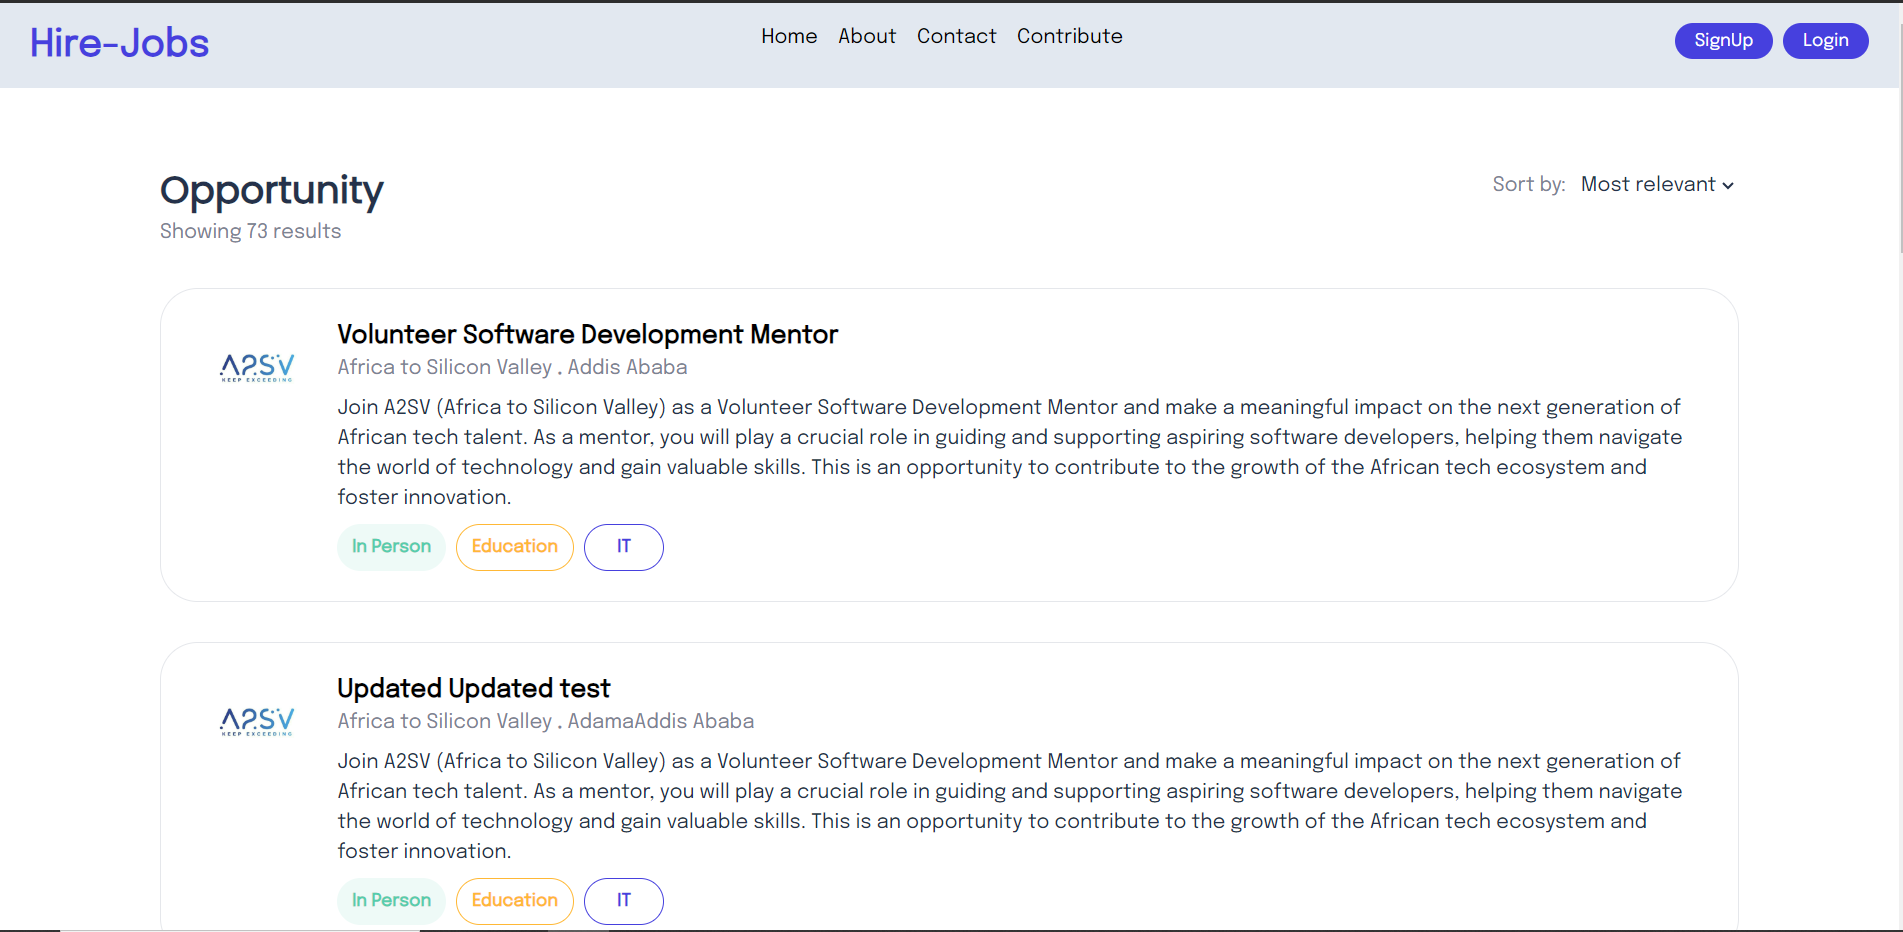 Hire-Jobs
Home About Contact Contribute
SignUp Login
Opportunity
Sort by: Most relevant
Showing 73 results
Volunteer Software Development Mentor
A2SV
KEEP EXCEEDING
Africa to Silicon Valley . Addis Ababa
Join A2SV (Africa to Silicon Valley) as a Volunteer Software Development Mentor and make a meaningful impact on the next generation of
African tech talent. As a mentor, you will play a crucial role in guiding and supporting aspiring software developers, helping them navigate
the world of technology and gain valuable skills. This is an opportunity to contribute to the growth of the African tech ecosystem and
foster innovation.
In Person Education IT
Updated Updated test
A2SV
KEEP EXCEEDING
Africa to Silicon Valley . AdamaAddis Ababa
Join A2SV (Africa to Silicon Valley) as a Volunteer Software Development Mentor and make a meaningful impact on the next generation of
African tech talent. As a mentor, you will play a crucial role in guiding and supporting aspiring software developers, helping them navigate
the world of technology and gain valuable skills. This is an opportunity to contribute to the growth of the African tech ecosystem and
foster innovation.
In Person Education IT